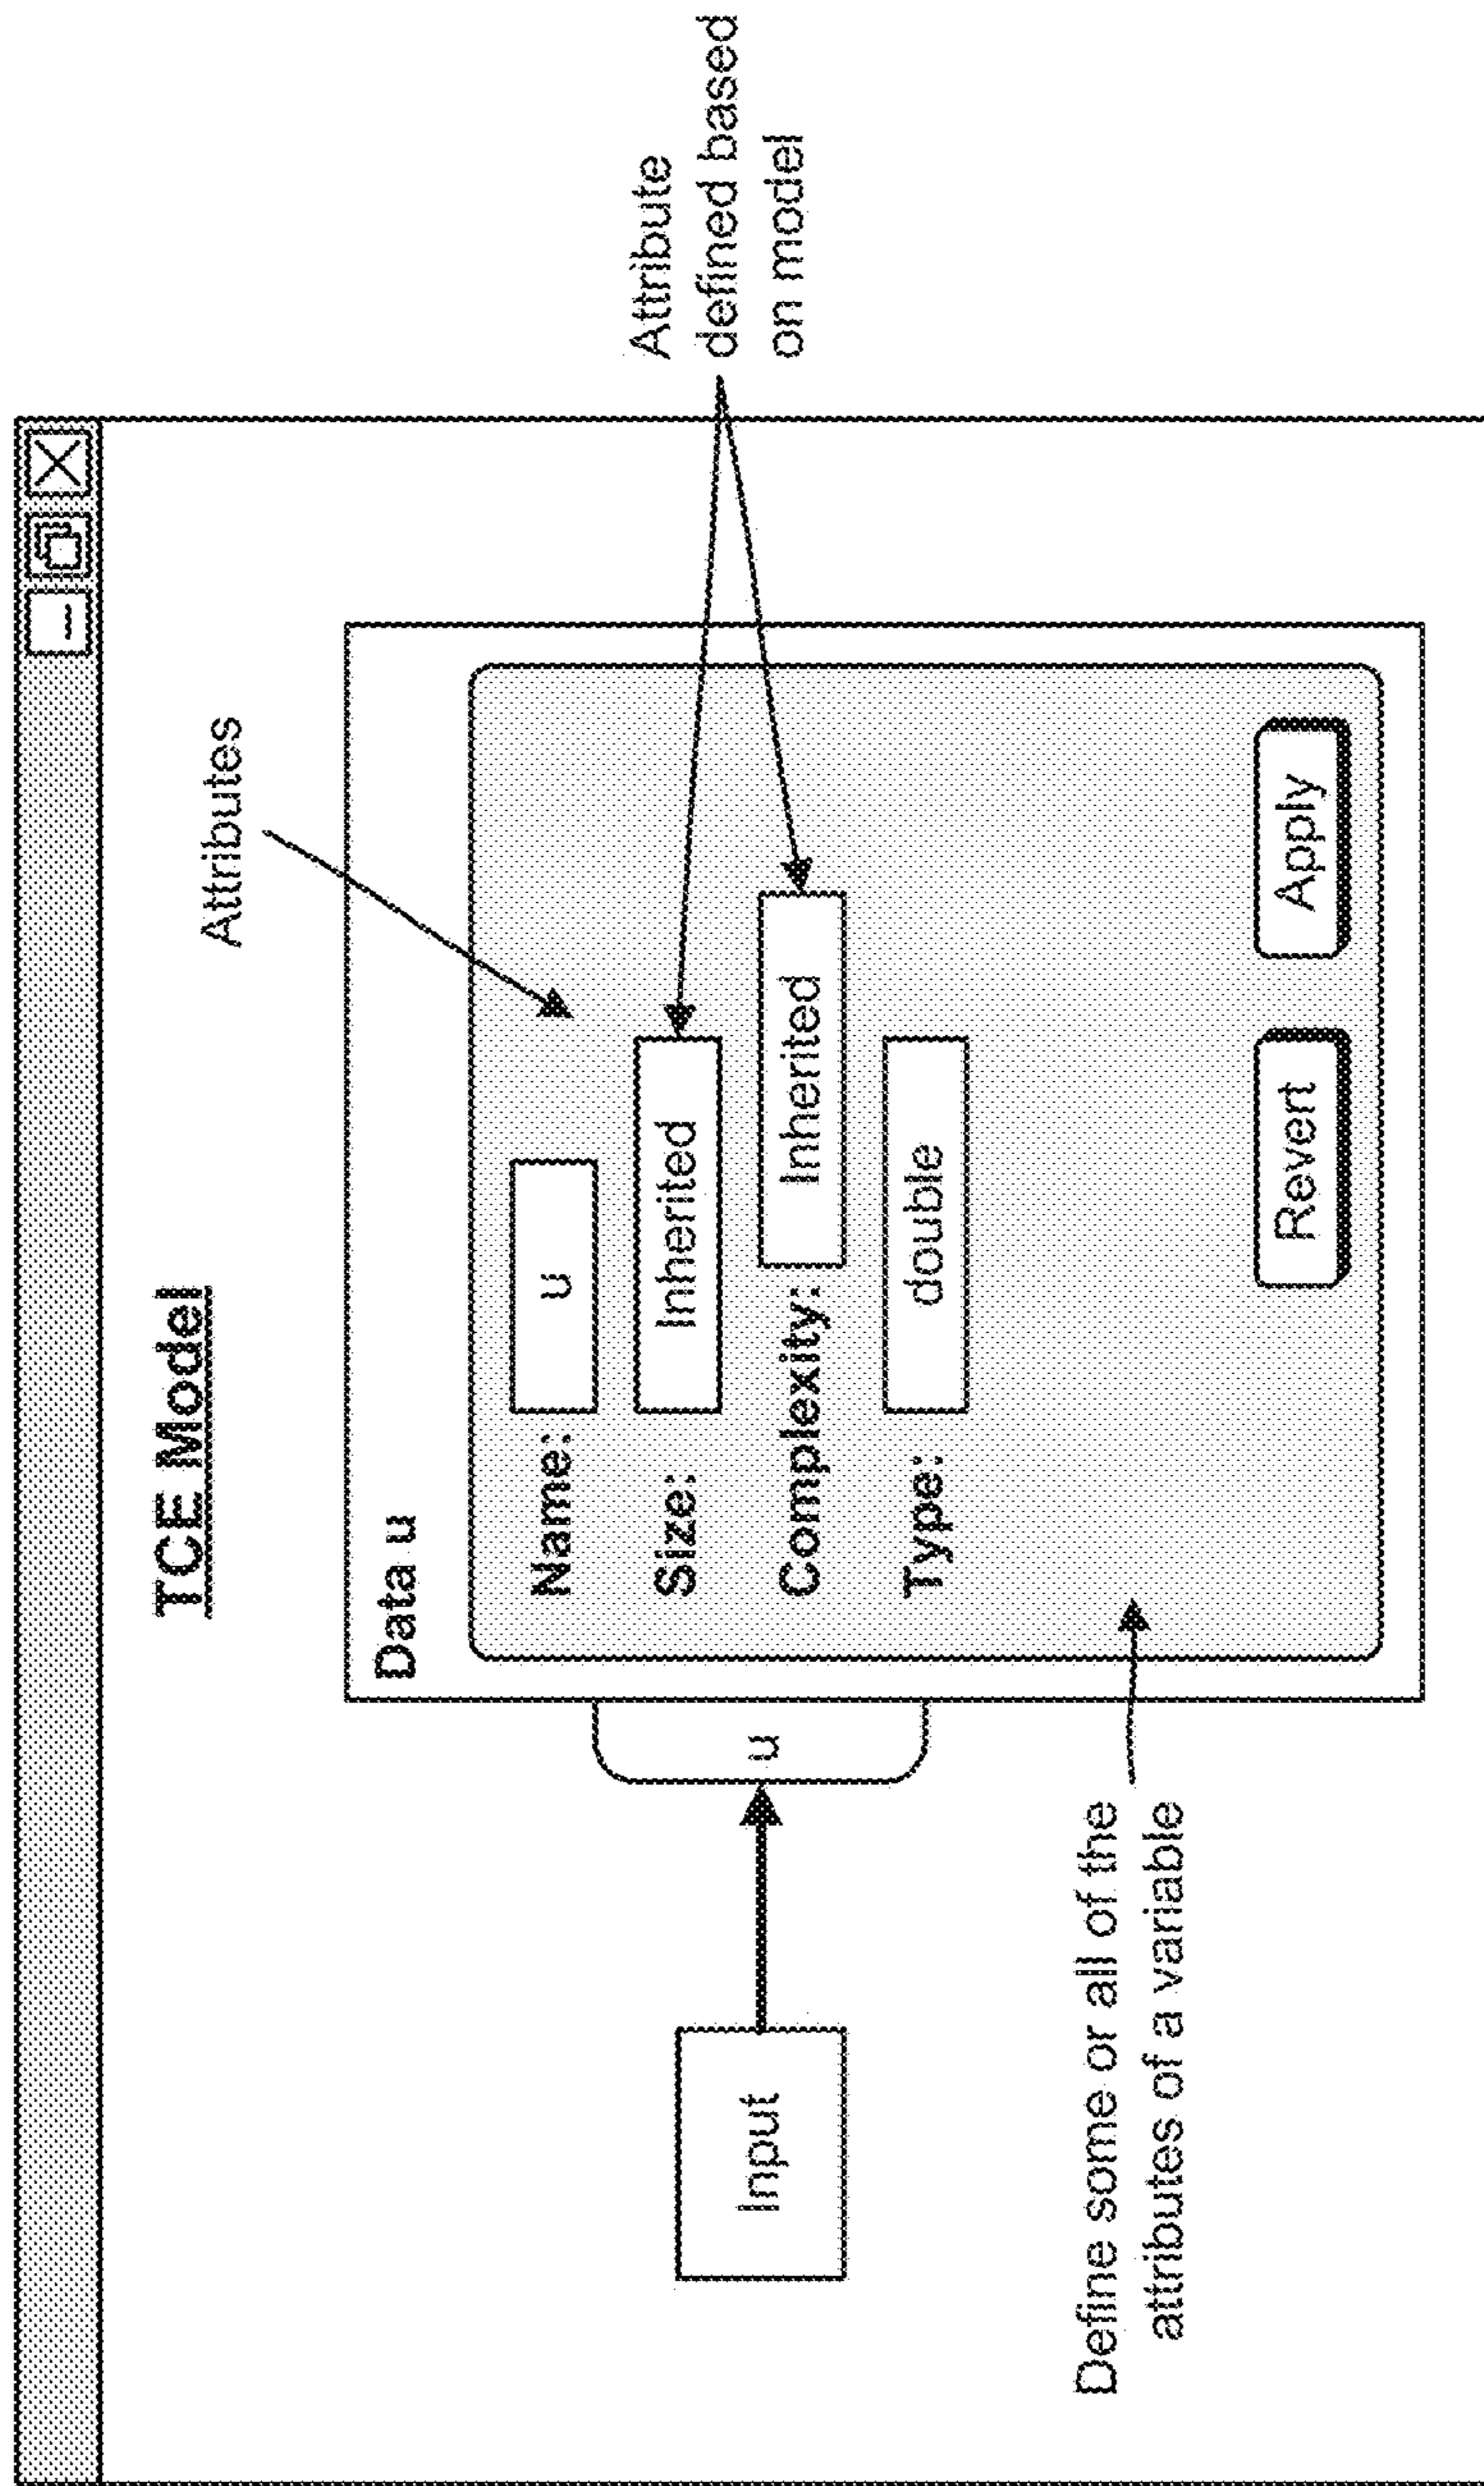 TCE Model
Attributes
Data u
Name: u
Size: Inherited
Complexity: Inherited
Type: double
Revert Apply
Attribute
defined based
on model
u
Input
Define some or all of the
attributes of a variable